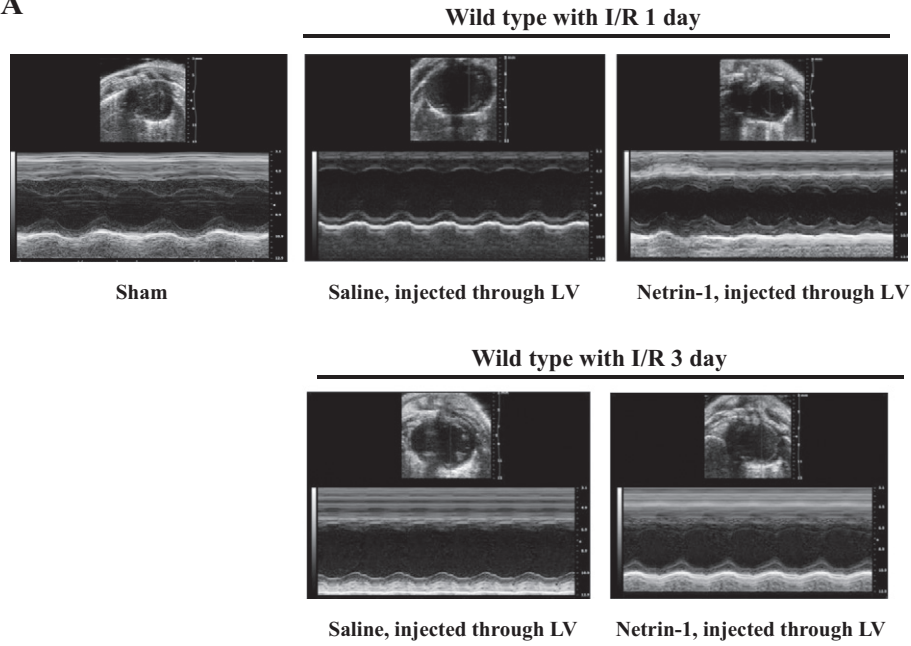 A
Wild type with I/R 1 day
Sham
Saline, injected through LV
Netrin-1, injected through LV
Wild type with I/R 3 day
Saline, injected through LV
Netrin-1, injected through LV